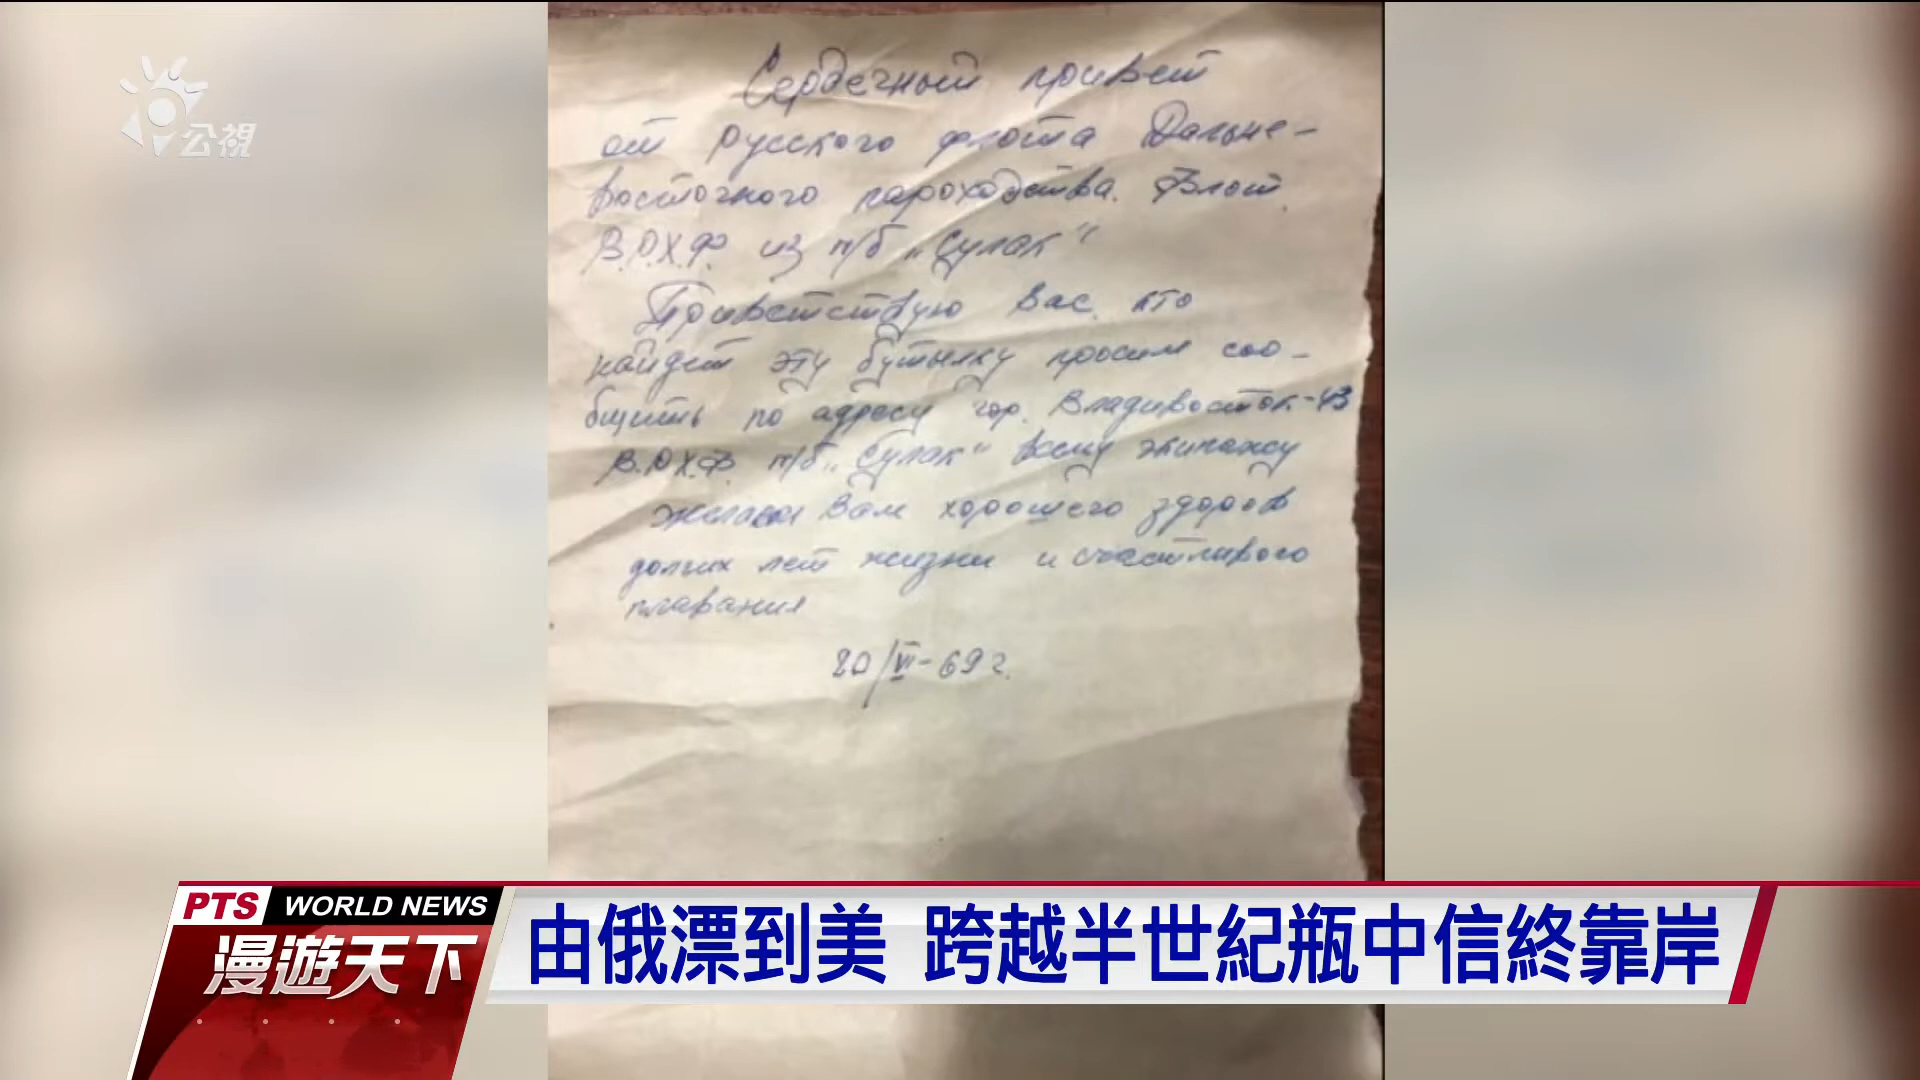 公視
Сердечный привет
от русского флота Дальне-
восточного пароходства. Флот.
В.Р.Х.Ф. из п/б „Сулак“
Приветствую Вас, кто
найдет эту бутылку просим соо-
бщить по адресу гор. Владивосток-43
В.Р.Х.Ф. п/б „Сулак“ всему экипажу
желаем Вам хорошего здоров
долгих лет жизни и счастливого
плавания
20/VI-69 г.
PTS WORLD NEWS
漫遊天下
由俄漂到美 跨越半世紀瓶中信終靠岸